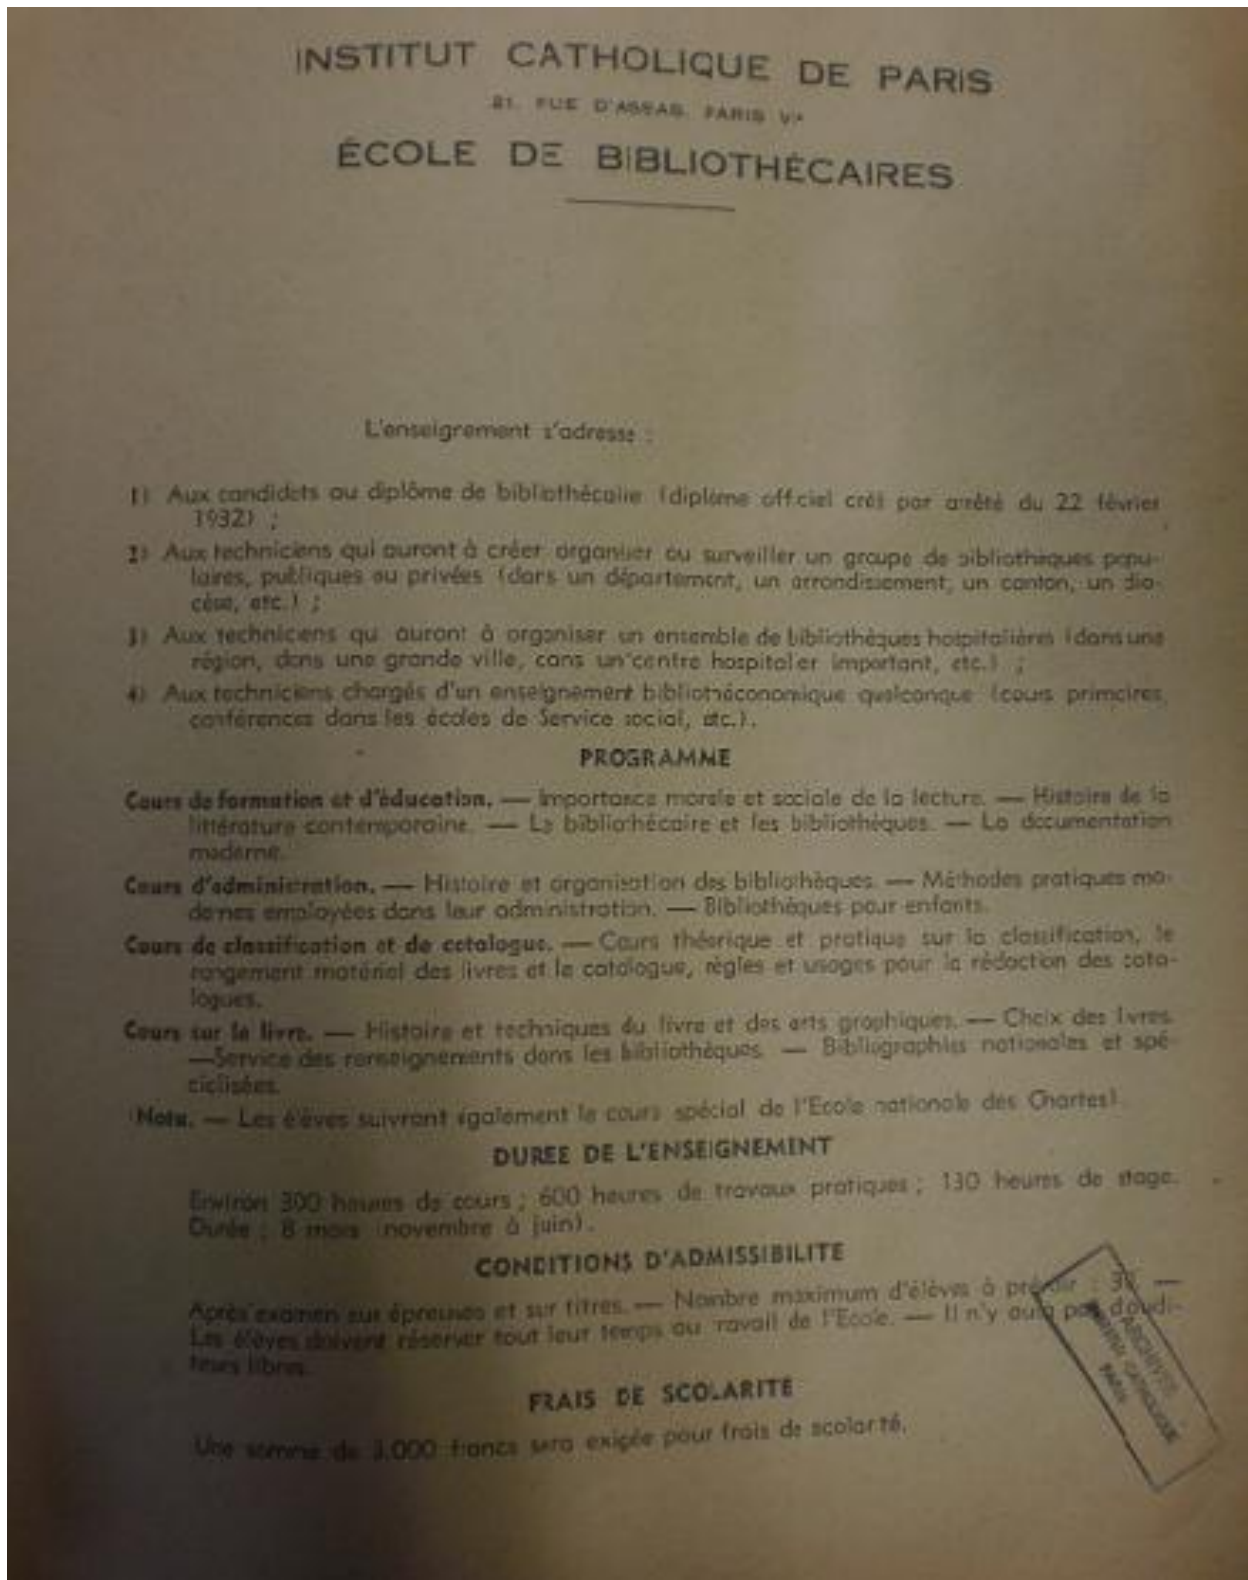 INSTITUT CATHOLIQUE DE PARIS
21, RUE D'ASSAS, PARIS VIe
ÉCOLE DE BIBLIOTHÉCAIRES
L'enseignement s'adresse :
1) Aux candidats au diplôme de bibliothécaire (diplôme officiel créé par arrêté du 22 février
1932) ;
2) Aux techniciens qui auront à créer organiser ou surveiller un groupe de bibliothèques popu-
laires, publiques ou privées (dans un département, un arrondissement, un canton, un dio-
cèse, etc.) ;
3) Aux techniciens qui auront à organiser un ensemble de bibliothèques hospitalières (dans une
région, dans une grande ville, dans un centre hospitalier important, etc.) ;
4) Aux techniciens chargés d'un enseignement bibliothéconomique quelconque (cours primaires,
conférences dans les écoles de Service social, etc.).
PROGRAMME
Cours de formation et d'éducation. — Importance morale et sociale de la lecture. — Histoire de la
littérature contemporaine. — Le bibliothécaire et les bibliothèques. — La documentation
moderne.
Cours d'administration. — Histoire et organisation des bibliothèques. — Méthodes pratiques mo-
dernes employées dans leur administration. — Bibliothèques pour enfants.
Cours de classification et de catalogue. — Cours théorique et pratique sur la classification, le
rangement matériel des livres et le catalogue, règles et usages pour la rédaction des cata-
logues.
Cours sur le livre. — Histoire et techniques du livre et des arts graphiques. — Choix des livres.
— Service des renseignements dans les bibliothèques. — Bibliographies nationales et spé-
cialisées.
(Nota. — Les élèves suivront également le cours spécial de l'Ecole nationale des Chartes).
DUREE DE L'ENSEIGNEMENT
Environ 300 heures de cours ; 600 heures de travaux pratiques ; 130 heures de stage.
Durée : 8 mois (novembre à juin).
CONDITIONS D'ADMISSIBILITE
Après examen sur épreuves et sur titres. — Nombre maximum d'élèves à prévoir : —
Les élèves doivent réserver tout leur temps au travail de l'Ecole. — Il n'y aura pas d'audi-
teurs libres.
FRAIS DE SCOLARITE
Une somme de 3.000 francs sera exigée pour frais de scolarité.
D'ARCHIVES
CATHOLIQUE
PARIS